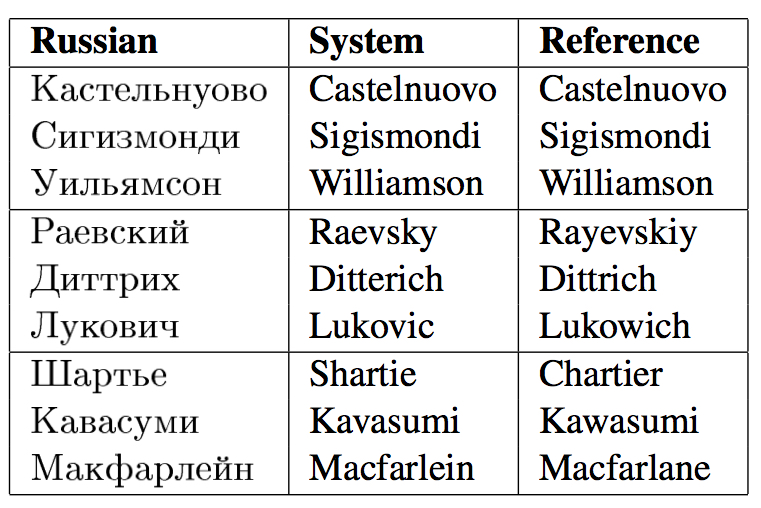 Russian System Reference
Кастельнуово Castelnuovo Castelnuovo
Сигизмонди Sigismondi Sigismondi
Уильямсон Williamson Williamson
Раевский Raevsky Rayevskiy
Диттрих Ditterich Dittrich
Лукович Lukovic Lukowich
Шартье Shartie Chartier
Кавасуми Kavasumi Kawasumi
Макфарлейн Macfarlein Macfarlane